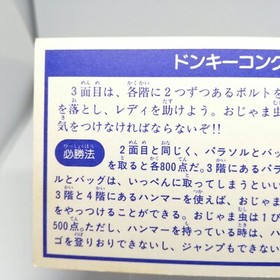 ドンキーコング
3面目は、各階に2つずつあるボルトを
を落とし、レディを助けよう。おじゃま虫
気をつけなければならないぞ!!
必勝法
2面目と同じく、パラソルとバッグ
を取ると各800点だ。3階にあるパラ
ルとバッグは、いっぺんに取ってしまうといい
3階と4階にあるハンマーを使えば、おじゃま
をやっつけることができる。おじゃま虫は1ぴ
500点。ただし、ハンマーを持っている時は、ハ
ゴを登りおりできないし、ジャンプもできない